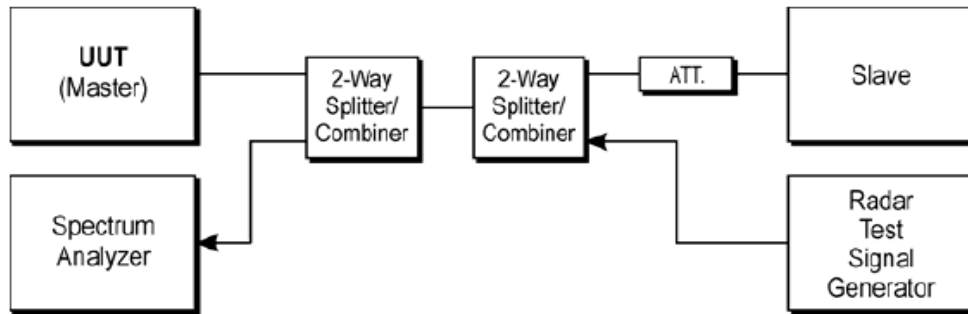 UUT
(Master)
2-Way
Splitter/
Combiner
2-Way
Splitter/
Combiner
ATT.
Slave
Spectrum
Analyzer
Radar
Test
Signal
Generator